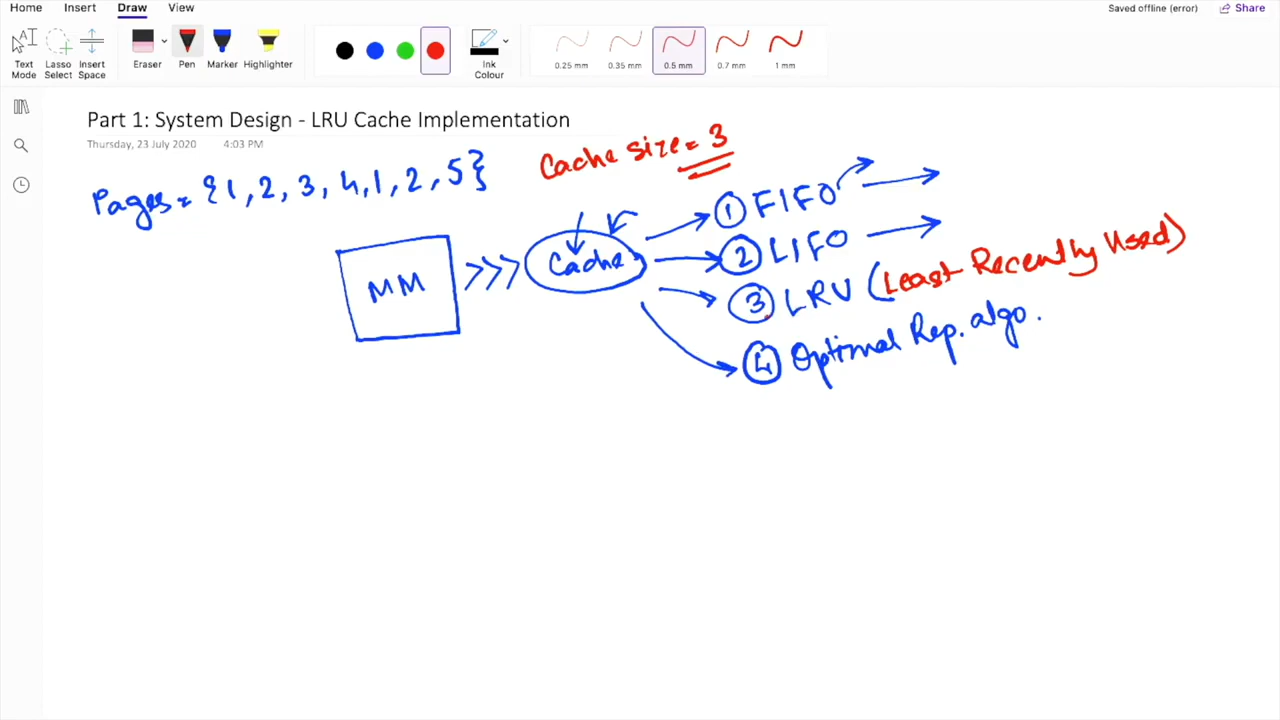 Home Insert Draw View
Saved offline (error) Share
Text Mode Lasso Select Insert Space Eraser Pen Marker Highlighter Ink Colour 0.25 mm 0.35 mm 0.5 mm 0.7 mm 1 mm
Part 1: System Design - LRU Cache Implementation
Thursday, 23 July 2020 4:03 PM
Cache size = 3
Pages = {1, 2, 3, 4, 1, 2, 5}
1 FIFO
2 LIFO
MM >>> Cache
3 LRU (Least Recently Used)
4 Optimal Rep. algo.